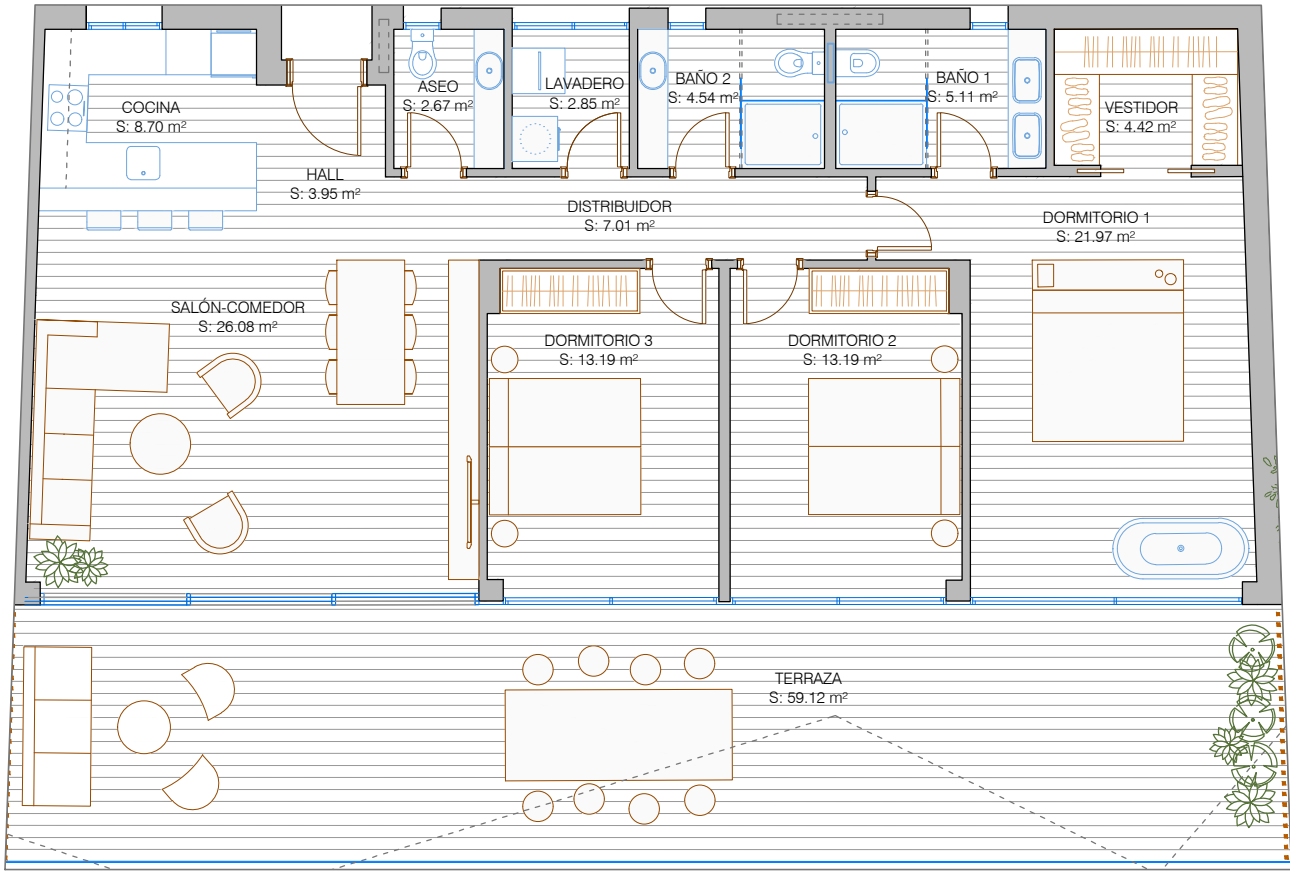 COCINA
S: 8.70 m²
ASEO
S: 2.67 m²
LAVADERO
S: 2.85 m²
BAÑO 2
S: 4.54 m²
BAÑO 1
S: 5.11 m²
VESTIDOR
S: 4.42 m²
HALL
S: 3.95 m²
DISTRIBUIDOR
S: 7.01 m²
DORMITORIO 1
S: 21.97 m²
SALÓN-COMEDOR
S: 26.08 m²
DORMITORIO 3
S: 13.19 m²
DORMITORIO 2
S: 13.19 m²
TERRAZA
S: 59.12 m²